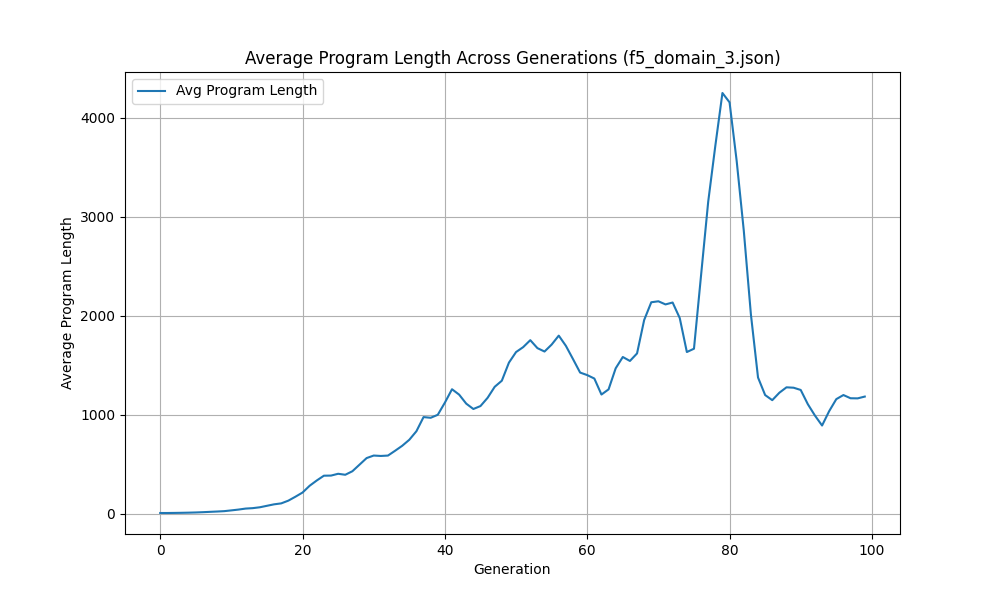 Average Program Length Across Generations (f5_domain_3.json)
Avg Program Length
Average Program Length
4000
3000
2000
1000
0
0 20 40 60 80 100
Generation